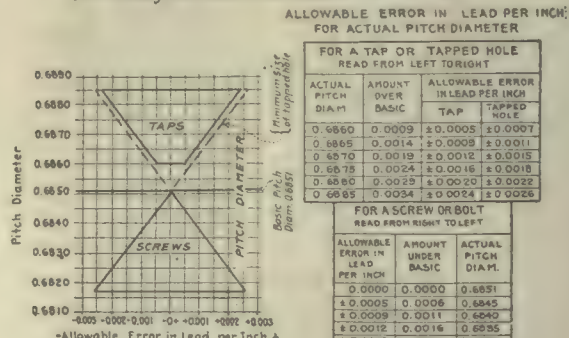 ALLOWABLE ERROR IN LEAD PER INCH;
FOR ACTUAL PITCH DIAMETER
0.6890
0.6880
0.6870
0.6860
0.6850
0.6840
0.6830
0.6820
0.6810
Pitch Diameter
TAPS
SCREWS
PITCH DIAMETER
Minimum size
of tapped hole
Basic Pitch
Diam. 0.6851
-0.003 -0.002 -0.001 -0+ +0.001 +0.002 +0.003
-Allowable Error in Lead per Inch +
FOR A TAP OR TAPPED HOLE
READ FROM LEFT TO RIGHT
ACTUAL PITCH DIAM AMOUNT OVER BASIC ALLOWABLE ERROR IN LEAD PER INCH
TAP TAPPED HOLE
0.6860 0.0009 ±0.0005 ±0.0007
0.6865 0.0014 ±0.0009 ±0.0011
0.6870 0.0019 ±0.0012 ±0.0015
0.6875 0.0024 ±0.0016 ±0.0018
0.6880 0.0029 ±0.0020 ±0.0022
0.6885 0.0034 ±0.0024 ±0.0026
FOR A SCREW OR BOLT
READ FROM RIGHT TO LEFT
ALLOWABLE ERROR IN LEAD PER INCH AMOUNT UNDER BASIC ACTUAL PITCH DIAM.
0.0000 0.0000 0.6851
±0.0005 0.0006 0.6845
±0.0009 0.0011 0.6840
±0.0012 0.0016 0.6835